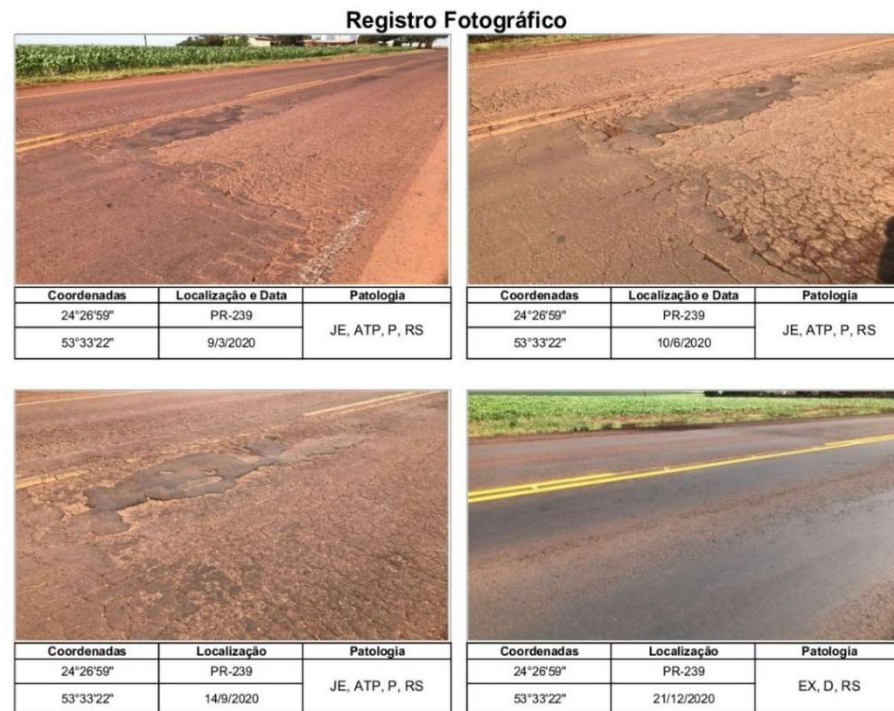 Registro Fotográfico
Coordenadas Localização e Data Patologia
24°26'59" PR-239 JE, ATP, P, RS
53°33'22" 9/3/2020
Coordenadas Localização e Data Patologia
24°26'59" PR-239 JE, ATP, P, RS
53°33'22" 10/6/2020
Coordenadas Localização Patologia
24°26'59" PR-239 JE, ATP, P, RS
53°33'22" 14/9/2020
Coordenadas Localização Patologia
24°26'59" PR-239 EX, D, RS
53°33'22" 21/12/2020